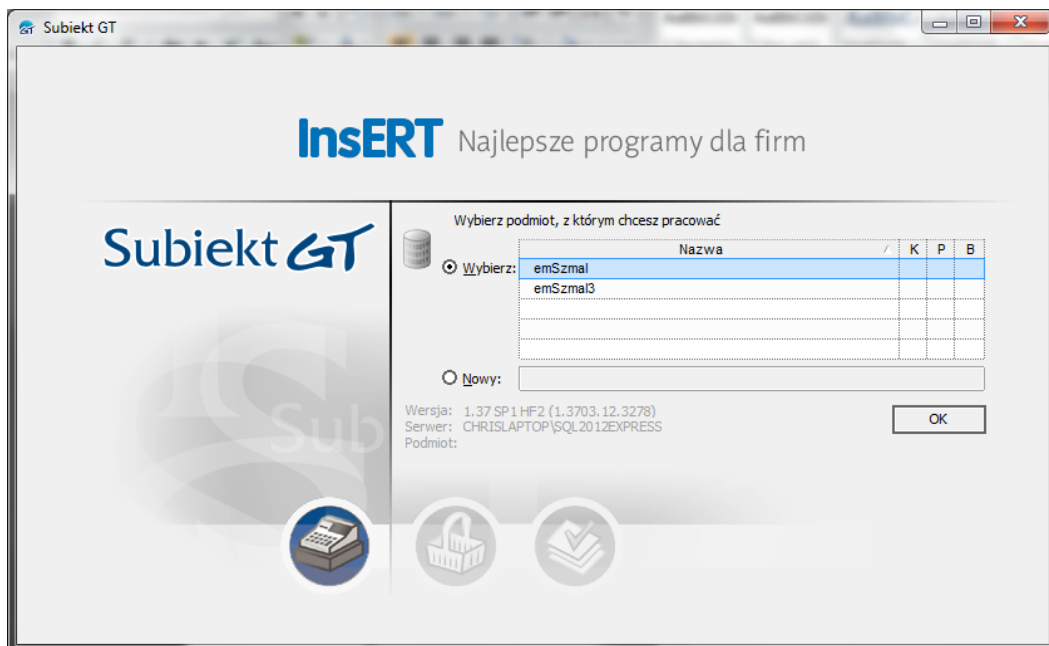 Subiekt GT
InsERT Najlepsze programy dla firm
Subiekt GT
Wybierz podmiot, z którym chcesz pracować
Nazwa K P B
Wybierz: emSzmal
emSzmal3
Nowy:
Wersja: 1.37 SP1 HF2 (1.3703.12.3278)
Serwer: CHRISLAPTOP\SQL2012EXPRESS
Podmiot:
OK
Sub